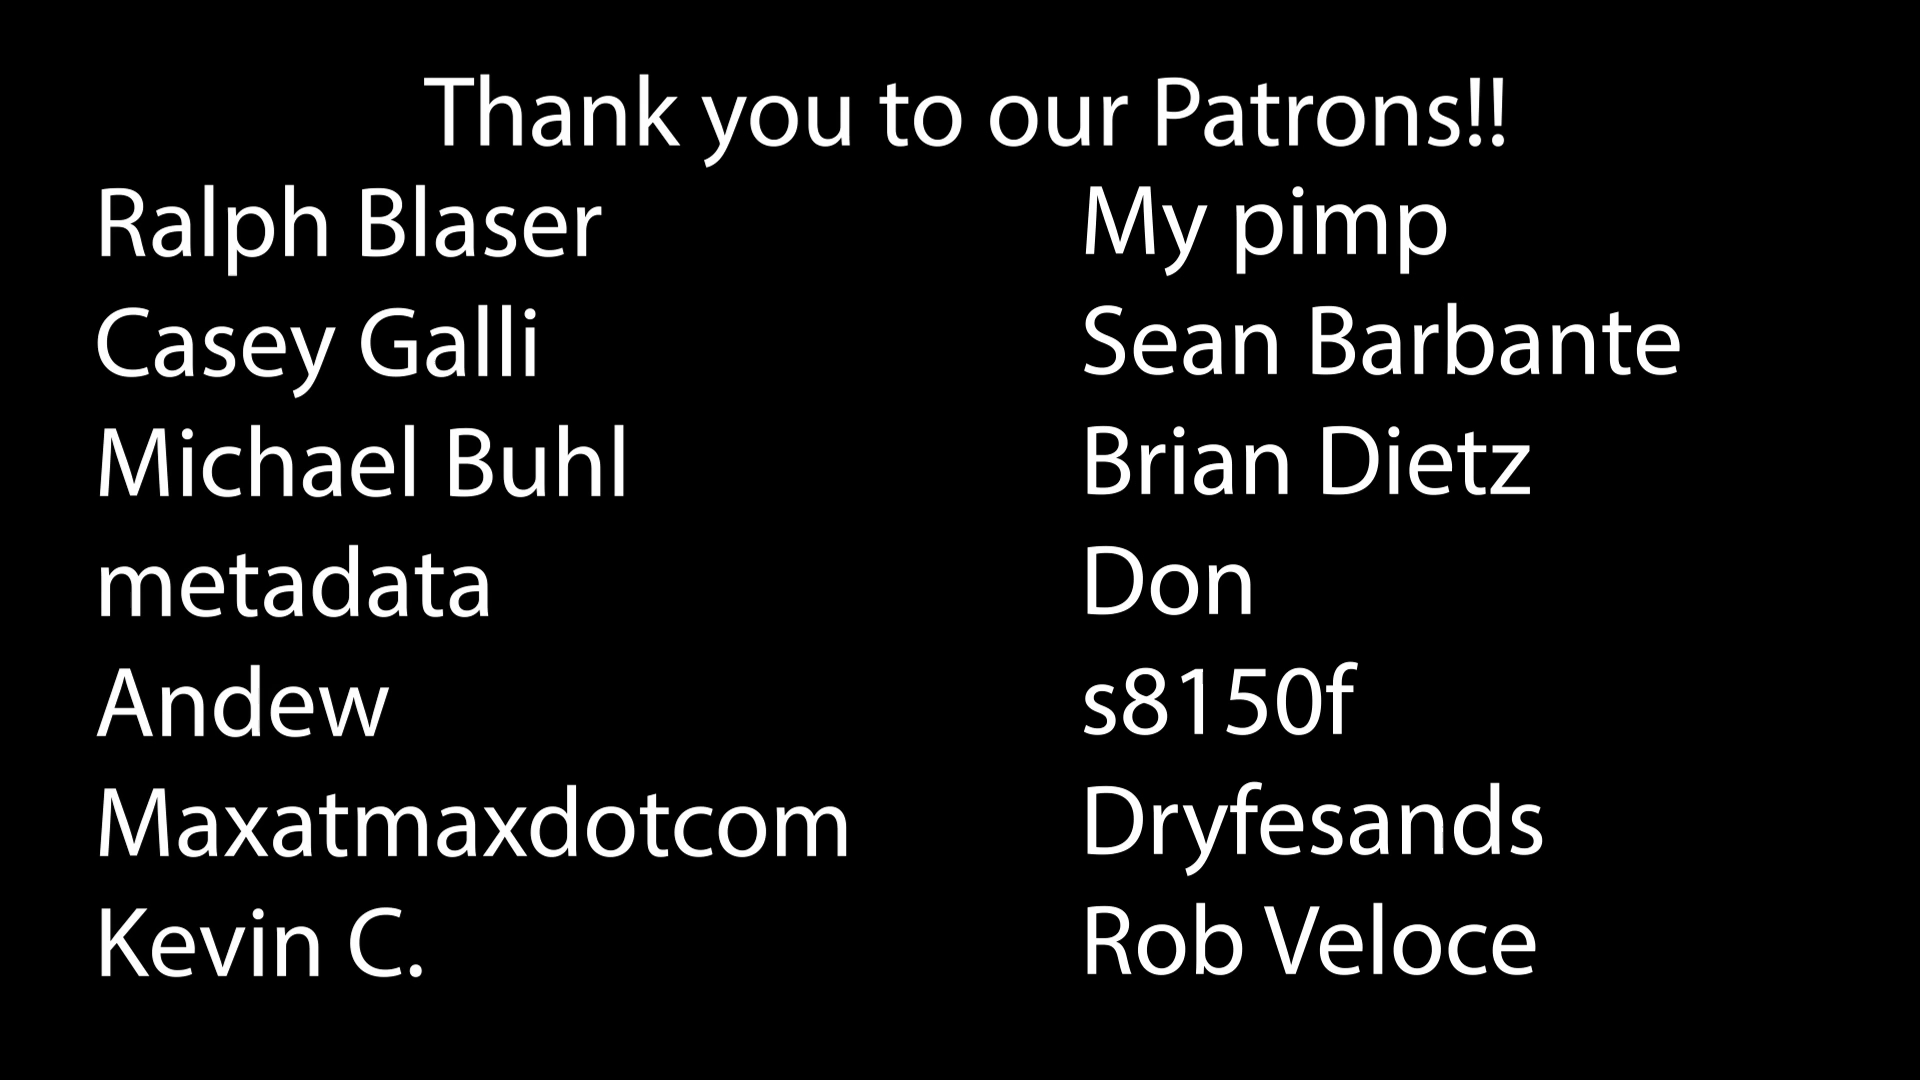 Thank you to our Patrons!!
Ralph Blaser
Casey Galli
Michael Buhl
metadata
Andew
Maxatmaxdotcom
Kevin C.
My pimp
Sean Barbante
Brian Dietz
Don
s8150f
Dryfesands
Rob Veloce